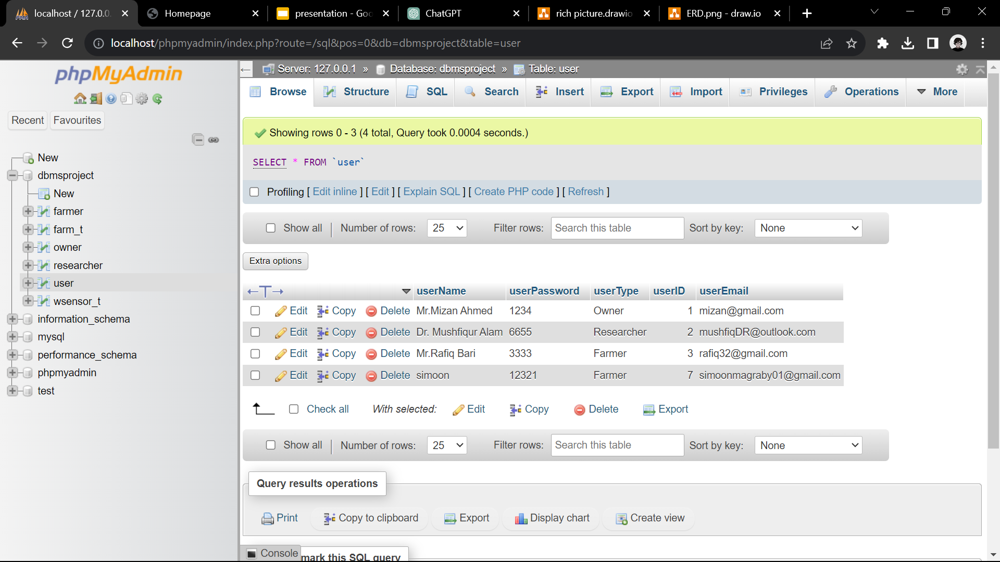 localhost / 127.0.0.
Homepage
presentation - Goo
ChatGPT
rich picture.drawio
ERD.png - draw.io
localhost/phpmyadmin/index.php?route=/sql&pos=0&db=dbmsproject&table=user
phpMyAdmin
Recent
Favourites
New
dbmsproject
New
farmer
farm_t
owner
researcher
user
wsensor_t
information_schema
mysql
performance_schema
phpmyadmin
test
Server: 127.0.0.1 » Database: dbmsproject » Table: user
Browse Structure SQL Search Insert Export Import Privileges Operations More
Showing rows 0 - 3 (4 total, Query took 0.0004 seconds.)
SELECT * FROM `user`
Profiling [ Edit inline ] [ Edit ] [ Explain SQL ] [ Create PHP code ] [ Refresh ]
Show all | Number of rows: 25 Filter rows: Search this table Sort by key: None
Extra options
←T→ userName userPassword userType userID userEmail
Edit Copy Delete Mr.Mizan Ahmed 1234 Owner 1 mizan@gmail.com
Edit Copy Delete Dr. Mushfiqur Alam 6655 Researcher 2 mushfiqDR@outlook.com
Edit Copy Delete Mr.Rafiq Bari 3333 Farmer 3 rafiq32@gmail.com
Edit Copy Delete simoon 12321 Farmer 7 simoonmagraby01@gmail.com
Check all With selected: Edit Copy Delete Export
Show all | Number of rows: 25 Filter rows: Search this table Sort by key: None
Query results operations
Print Copy to clipboard Export Display chart Create view
Console
mark this SQL query